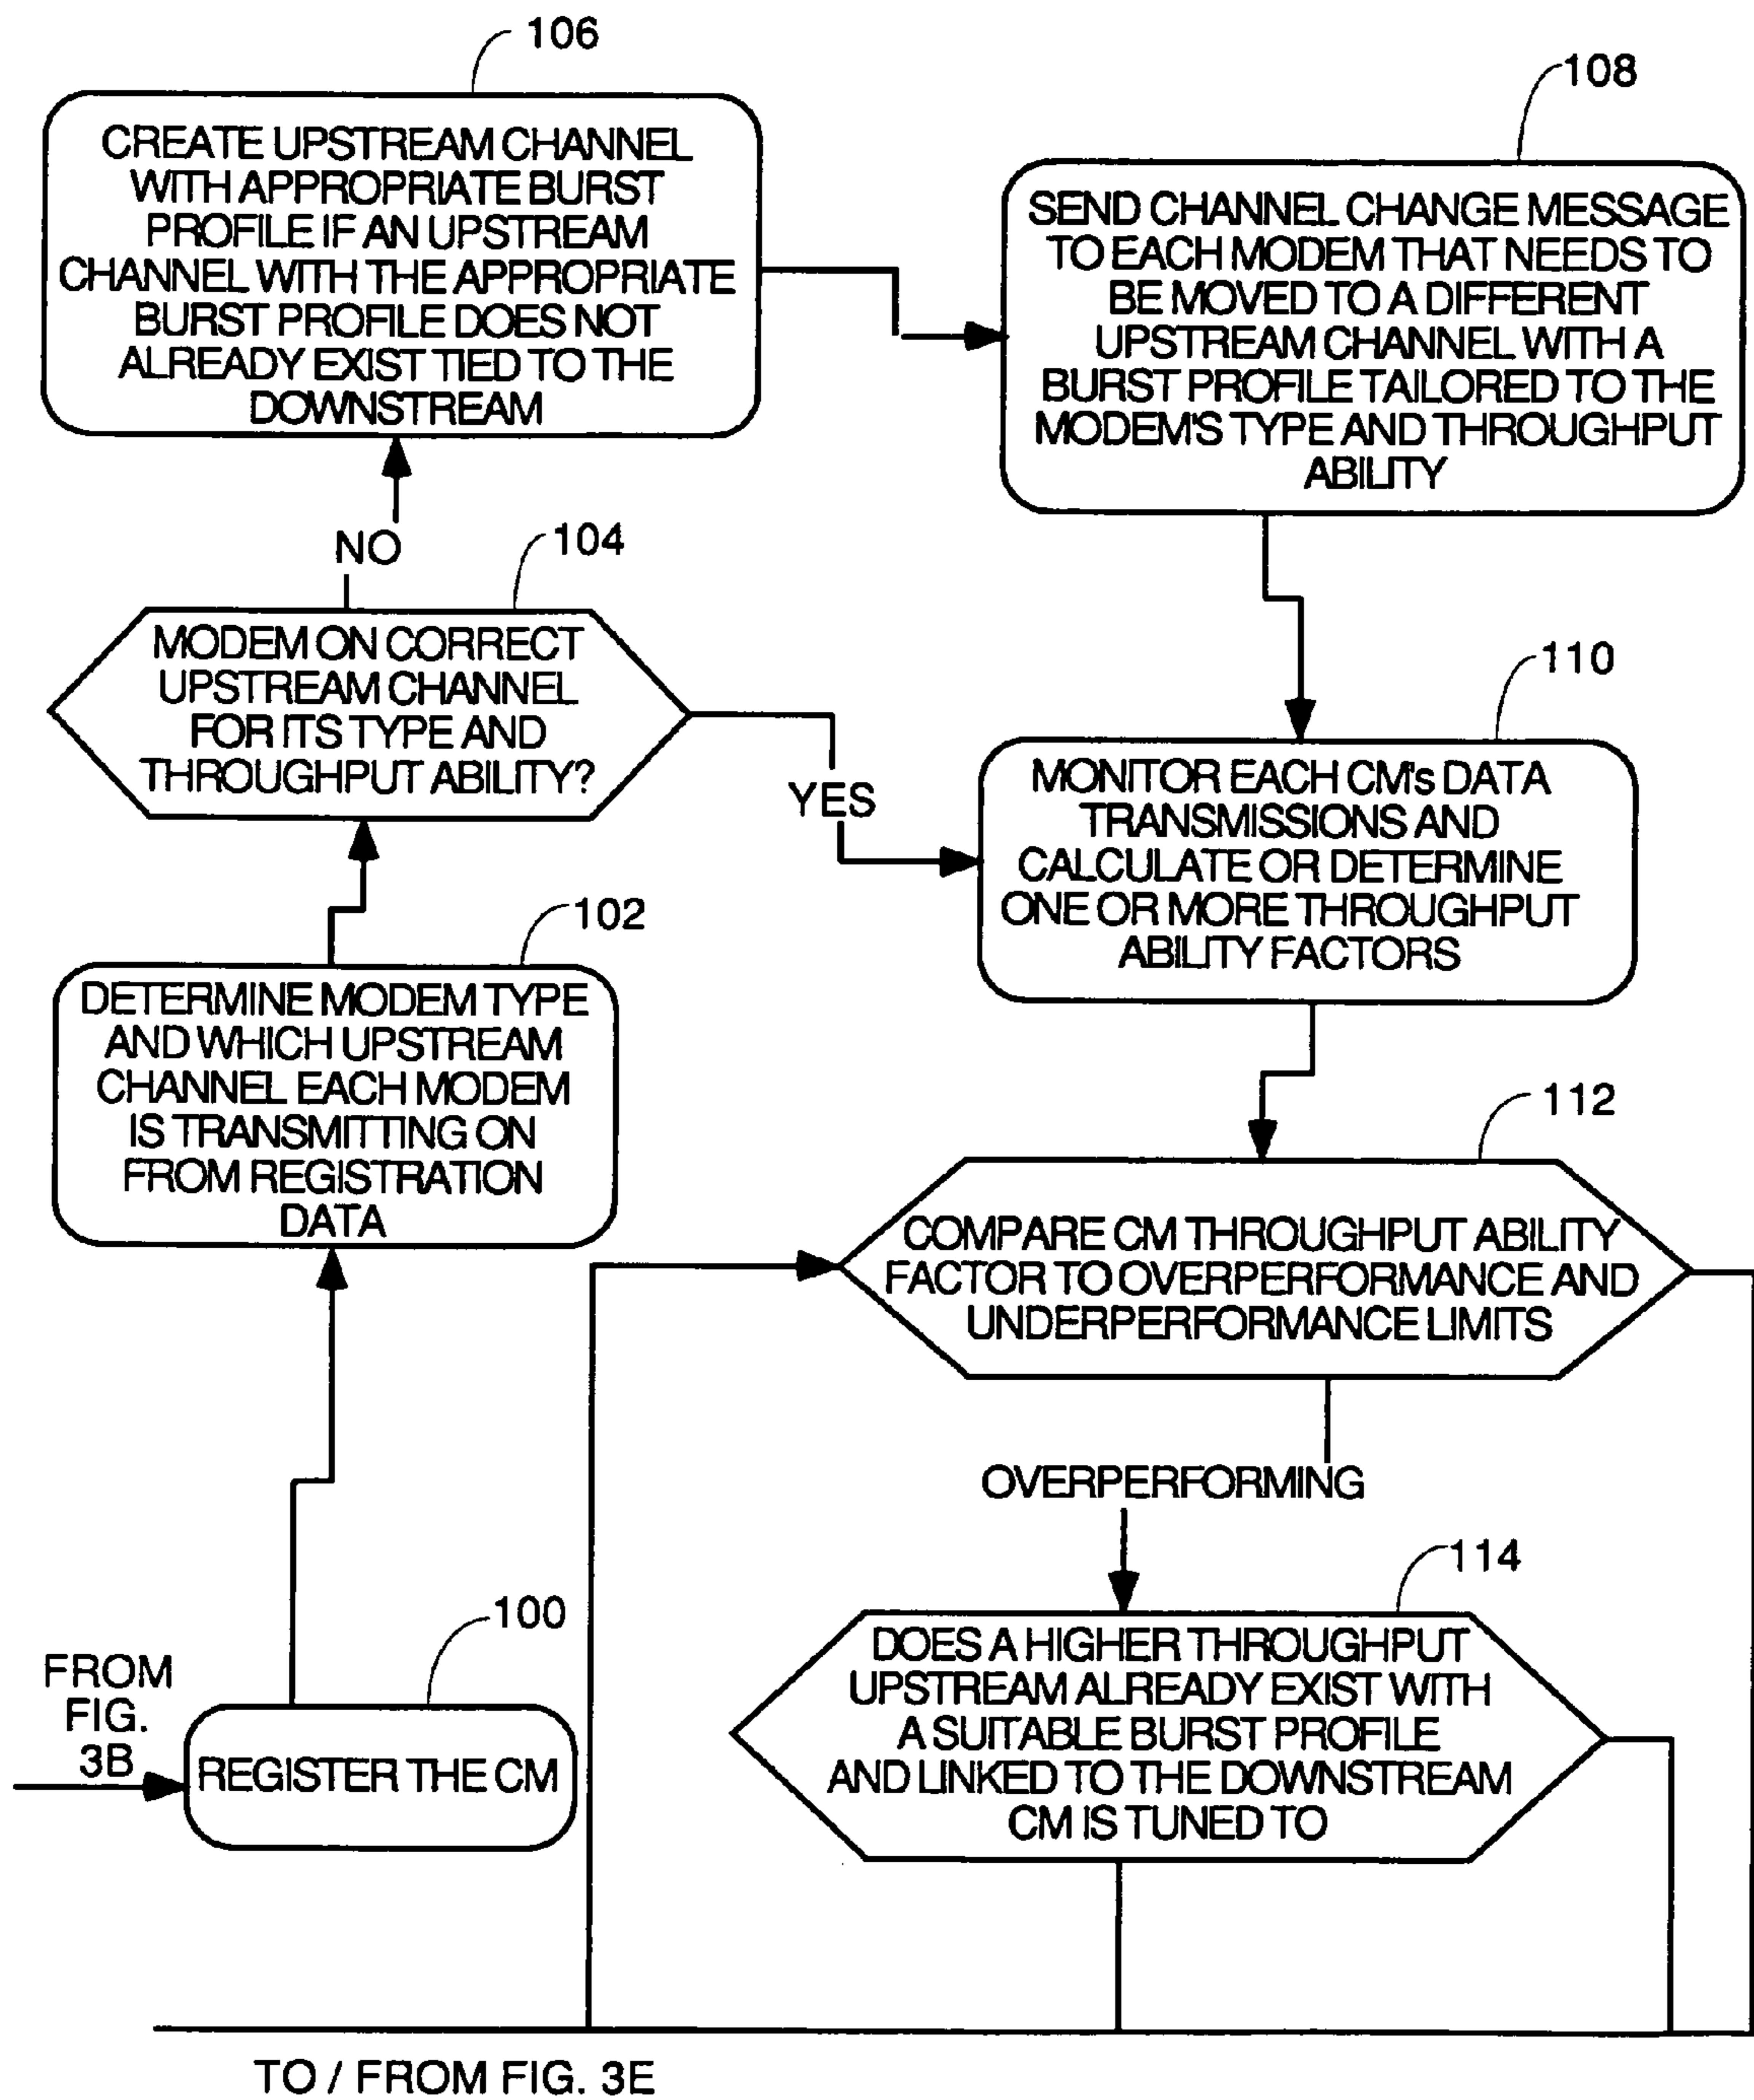 106
CREATE UPSTREAM CHANNEL
WITH APPROPRIATE BURST
PROFILE IF AN UPSTREAM
CHANNEL WITH THE APPROPRIATE
BURST PROFILE DOES NOT
ALREADY EXIST TIED TO THE
DOWNSTREAM
108
SEND CHANNEL CHANGE MESSAGE
TO EACH MODEM THAT NEEDS TO
BE MOVED TO A DIFFERENT
UPSTREAM CHANNEL WITH A
BURST PROFILE TAILORED TO THE
MODEM'S TYPE AND THROUGHPUT
ABILITY
NO
104
MODEM ON CORRECT
UPSTREAM CHANNEL
FOR ITS TYPE AND
THROUGHPUT ABILITY?
YES
110
MONITOR EACH CM's DATA
TRANSMISSIONS AND
CALCULATE OR DETERMINE
ONE OR MORE THROUGHPUT
ABILITY FACTORS
102
DETERMINE MODEM TYPE
AND WHICH UPSTREAM
CHANNEL EACH MODEM
IS TRANSMITTING ON
FROM REGISTRATION
DATA
112
COMPARE CM THROUGHPUT ABILITY
FACTOR TO OVERPERFORMANCE AND
UNDERPERFORMANCE LIMITS
OVERPERFORMING
114
DOES A HIGHER THROUGHPUT
UPSTREAM ALREADY EXIST WITH
A SUITABLE BURST PROFILE
AND LINKED TO THE DOWNSTREAM
CM IS TUNED TO
100
FROM
FIG.
3B
REGISTER THE CM
TO / FROM FIG. 3E